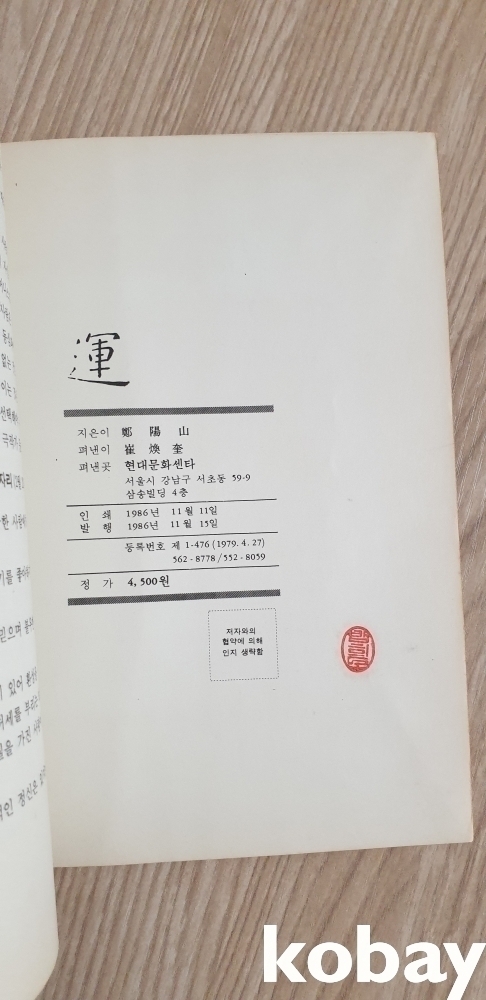 運
지은이 鄭 陽 山
펴낸이 崔 煥 奎
펴낸곳 현대문화센타
서울시 강남구 서초동 59-9
삼송빌딩 4층
인 쇄 1986년 11월 11일
발 행 1986년 11월 15일
등록번호 제 1-476 (1979. 4. 27)
562-8778 / 552-8059
정 가 4,500원
저자와의
협약에 의해
인지 생략함
kobay